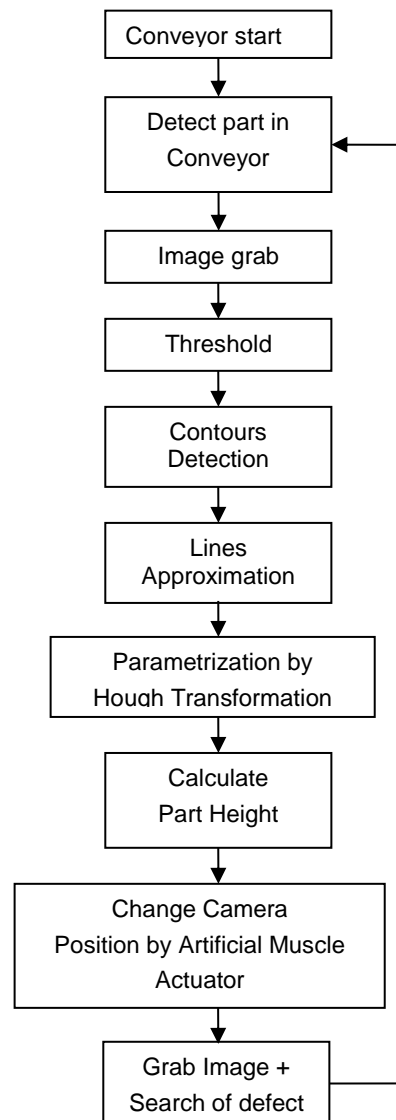 Conveyor start
Detect part in
Conveyor
Image grab
Threshold
Contours
Detection
Lines
Approximation
Parametrization by
Hough Transformation
Calculate
Part Height
Change Camera
Position by Artificial Muscle
Actuator
Grab Image +
Search of defect